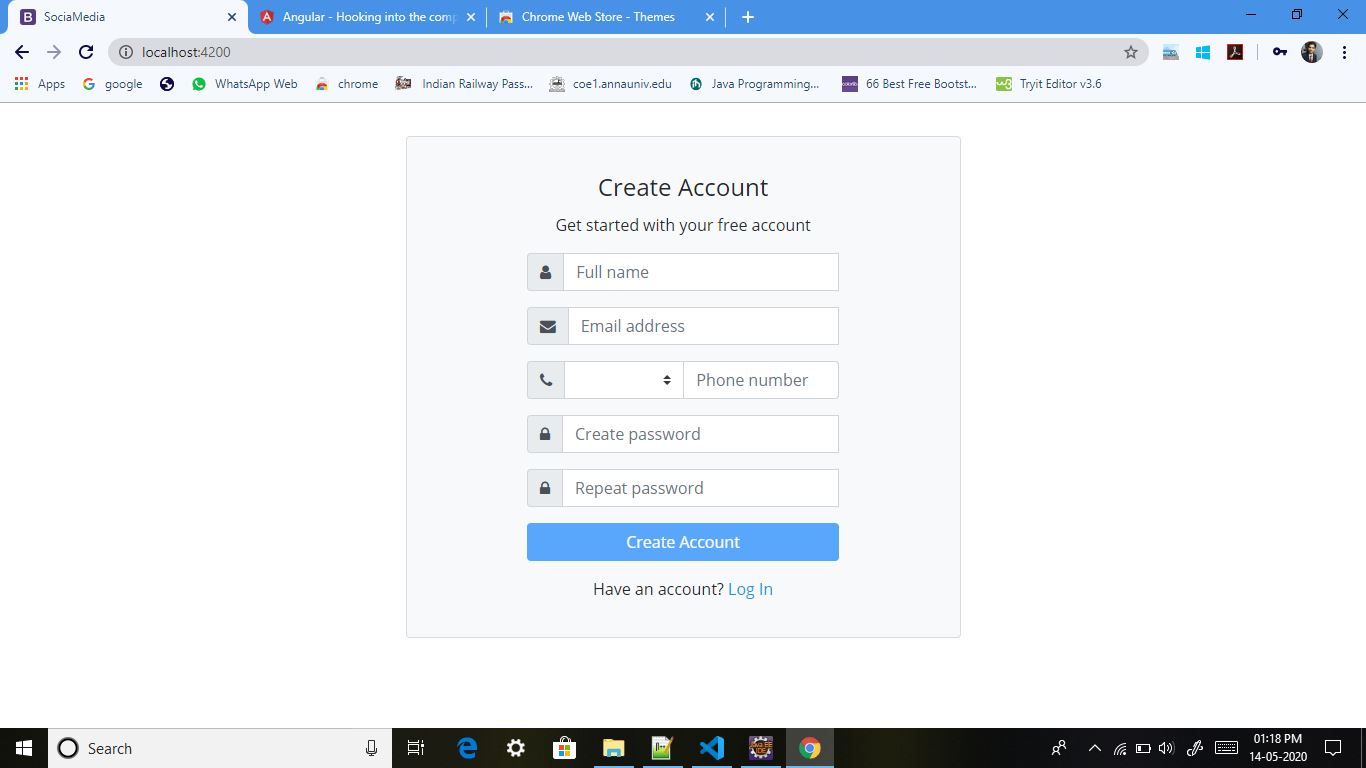 SociaMedia
Angular - Hooking into the comp
Chrome Web Store - Themes
localhost:4200
Apps
google
WhatsApp Web
chrome
Indian Railway Pass...
coe1.annauniv.edu
Java Programming...
66 Best Free Bootst...
Tryit Editor v3.6
Create Account
Get started with your free account
Full name
Email address
Phone number
Create password
Repeat password
Create Account
Have an account? Log In
Search
01:18 PM
14-05-2020